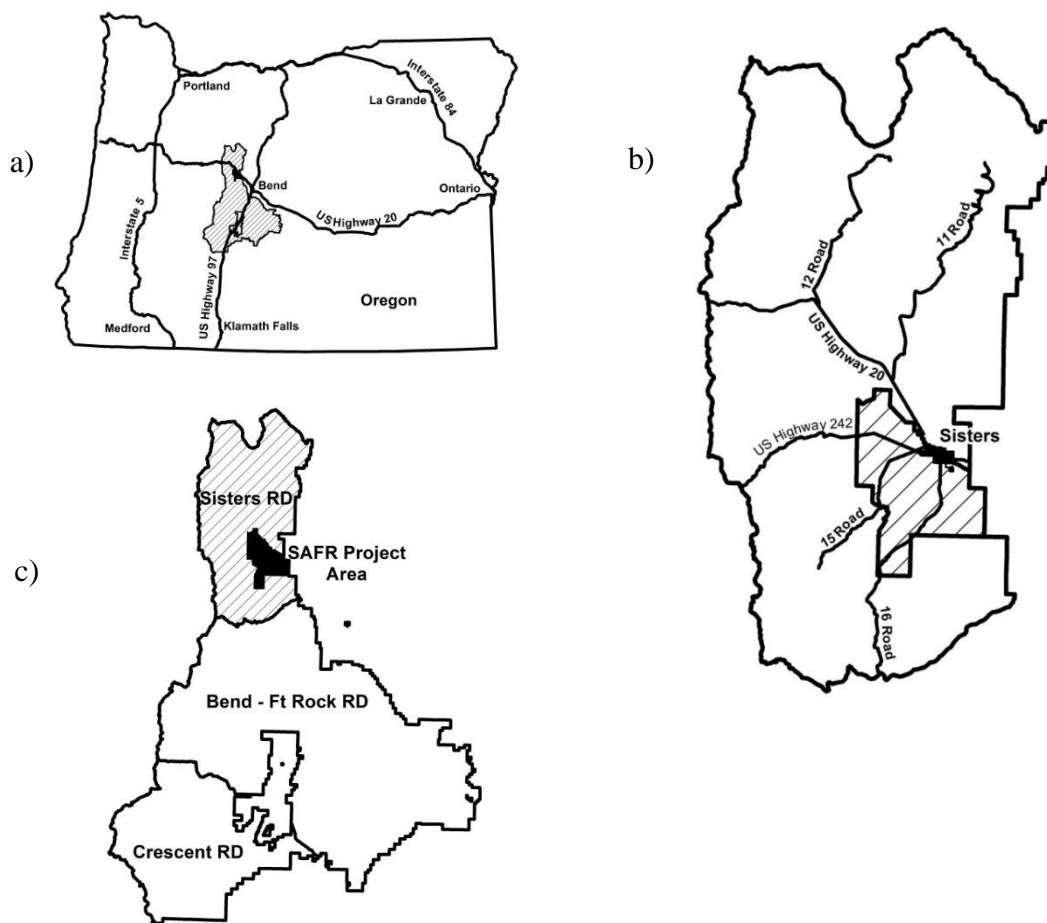 a)
Portland
La Grande
Interstate 84
Interstate 5
Bend
Ontario
US Highway 20
US Highway 97
Oregon
Medford
Klamath Falls
b)
12 Road
11 Road
US Highway 20
Sisters
US Highway 242
15 Road
16 Road
c)
Sisters RD
SAFR Project
Area
Bend - Ft Rock RD
Crescent RD